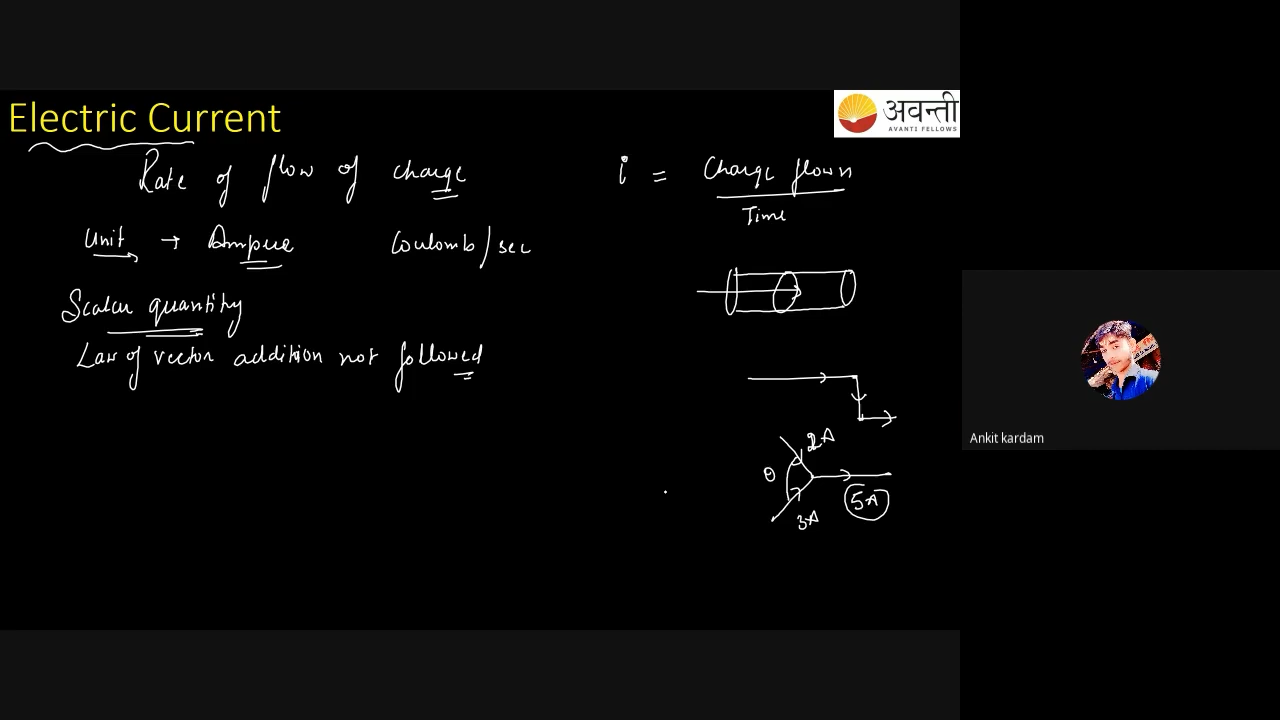 Electric Current
अवन्ती
AVANTI FELLOWS
Rate of flow of charge
i = Charge flown
Time
Unit → Ampere Coulomb/sec
Scalar quantity
Law of vector addition not followed
2A
θ
5A
3A
Ankit kardam